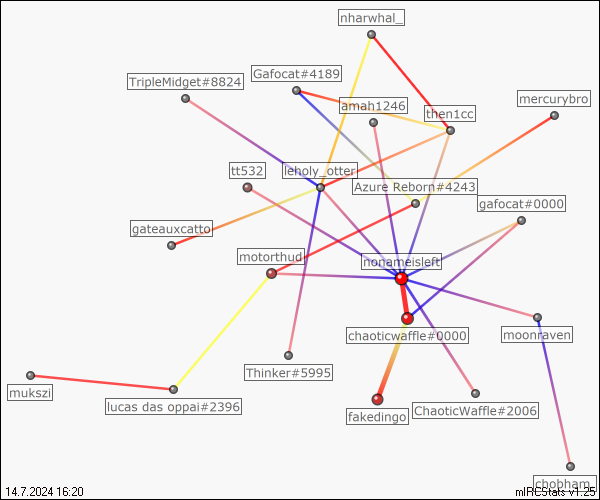 nharwhal_
Gafocat#4189
TripleMidget#8824
mercurybro
amah1246
then1cc
tt532
leholy_otter
Azure Reborn#4243
gafocat#0000
gateauxcatto
motorthud
nonameisleft
chaoticwaffle#0000
moonraven
Thinker#5995
mukszi
lucas das oppai#2396
fakedingo
ChaoticWaffle#2006
chobham_
14.7.2024 16:20
mIRCStats v1.25